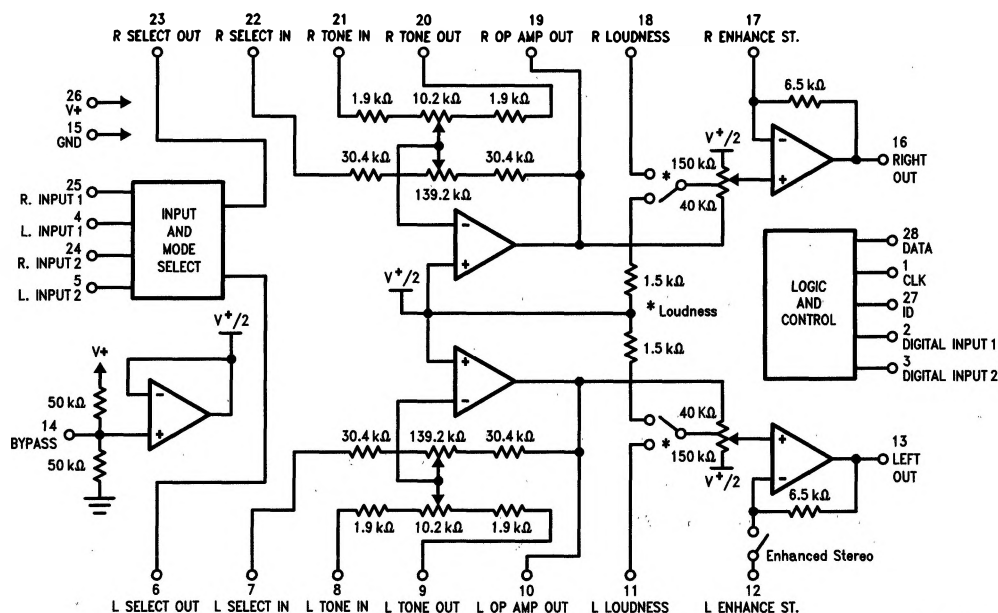 23 22 21 20 19 18 17
R SELECT OUT R SELECT IN R TONE IN R TONE OUT R OP AMP OUT R LOUDNESS R ENHANCE ST.
6.5 kΩ
1.9 kΩ 10.2 kΩ 1.9 kΩ
26
V+
15
GND
V+/2
16
RIGHT
OUT
30.4 kΩ 30.4 kΩ
139.2 kΩ
*
150 kΩ
40 KΩ
25
R. INPUT 1
4
L. INPUT 1
24
R. INPUT 2
5
L. INPUT 2
INPUT
AND
MODE
SELECT
−
+
−
+
28
DATA
1
CLK
27
ID
2
DIGITAL INPUT 1
3
DIGITAL INPUT 2
LOGIC
AND
CONTROL
V+/2
1.5 kΩ
* Loudness
1.5 kΩ
V+/2
V+
50 kΩ
14
BYPASS
50 kΩ
−
+
+
−
40 KΩ
*
150 kΩ
V+/2
+
−
13
LEFT
OUT
30.4 kΩ 139.2 kΩ 30.4 kΩ
6.5 kΩ
1.9 kΩ 10.2 kΩ 1.9 kΩ
Enhanced Stereo
6 7 8 9 10 11 12
L SELECT OUT L SELECT IN L TONE IN L TONE OUT L OP AMP OUT L LOUDNESS L ENHANCE ST.